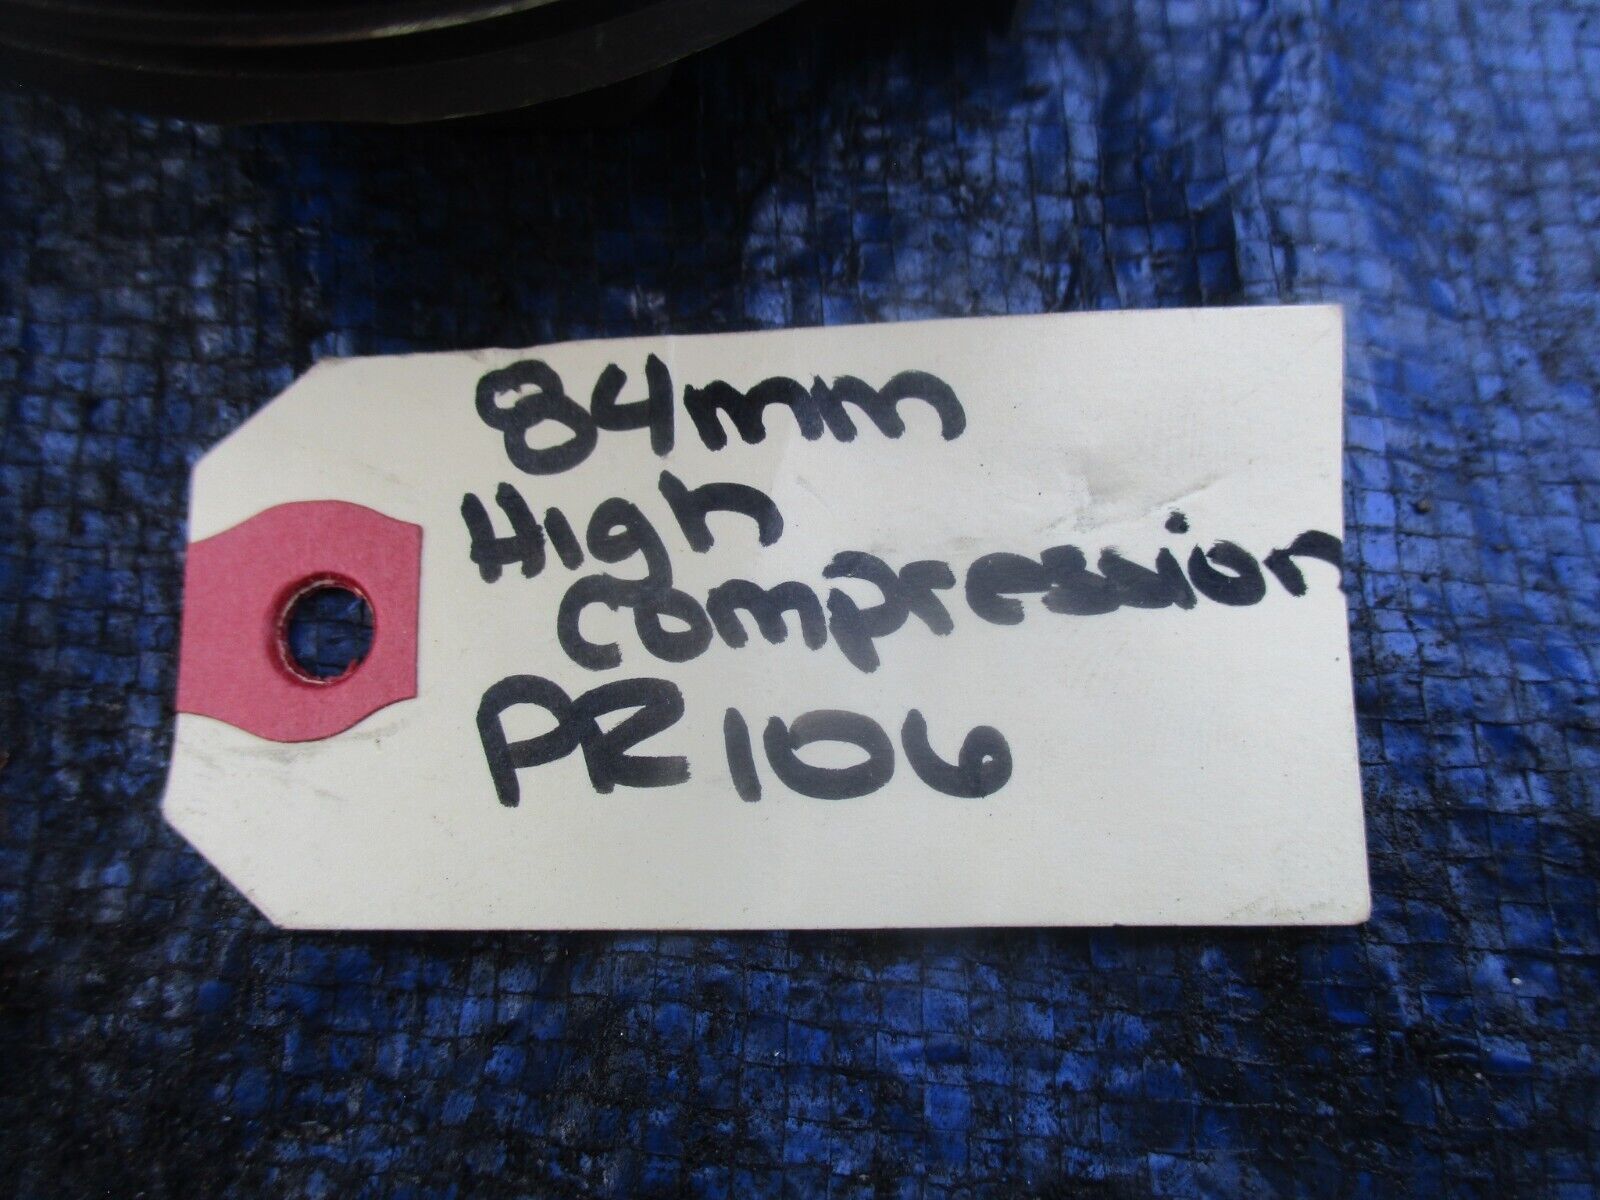 84mm
High
compression
PR106